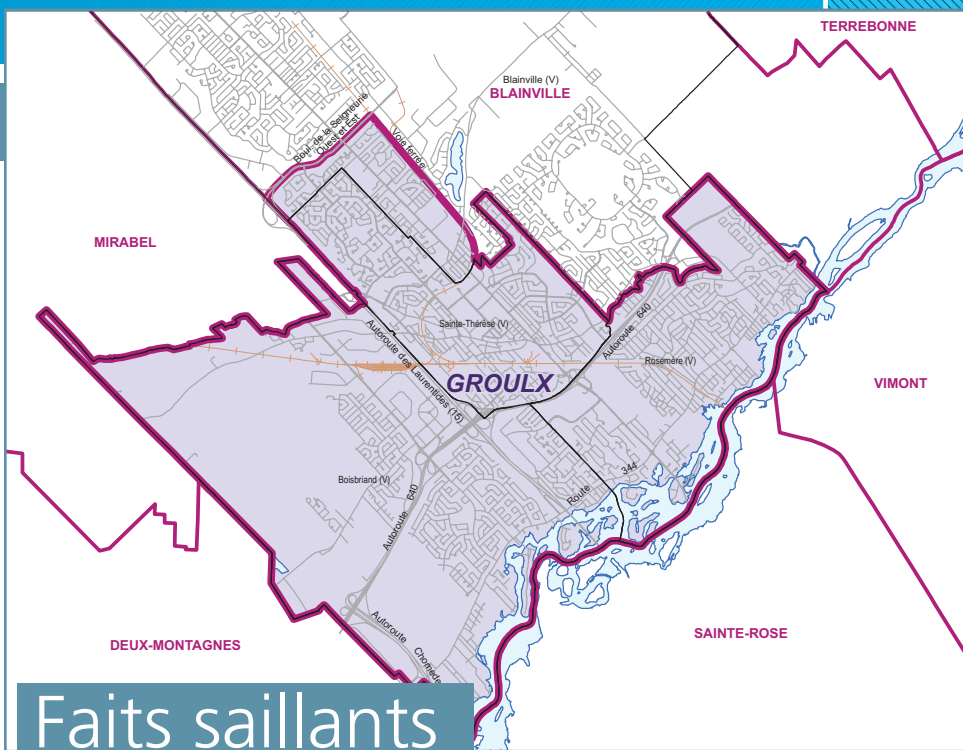 TERREBONNE
Blainville (V)
BLAINVILLE
Boul. de la Seigneurie
Ouest et Est
Voie ferrée
MIRABEL
Sainte-Thérèse (V)
Autoroute 640
Rosemère (V)
Autoroute des Laurentides (15)
GROULX
VIMONT
Boisbriand (V)
Autoroute 640
Route 344
Autoroute Chomede
SAINTE-ROSE
DEUX-MONTAGNES
Faits saillants